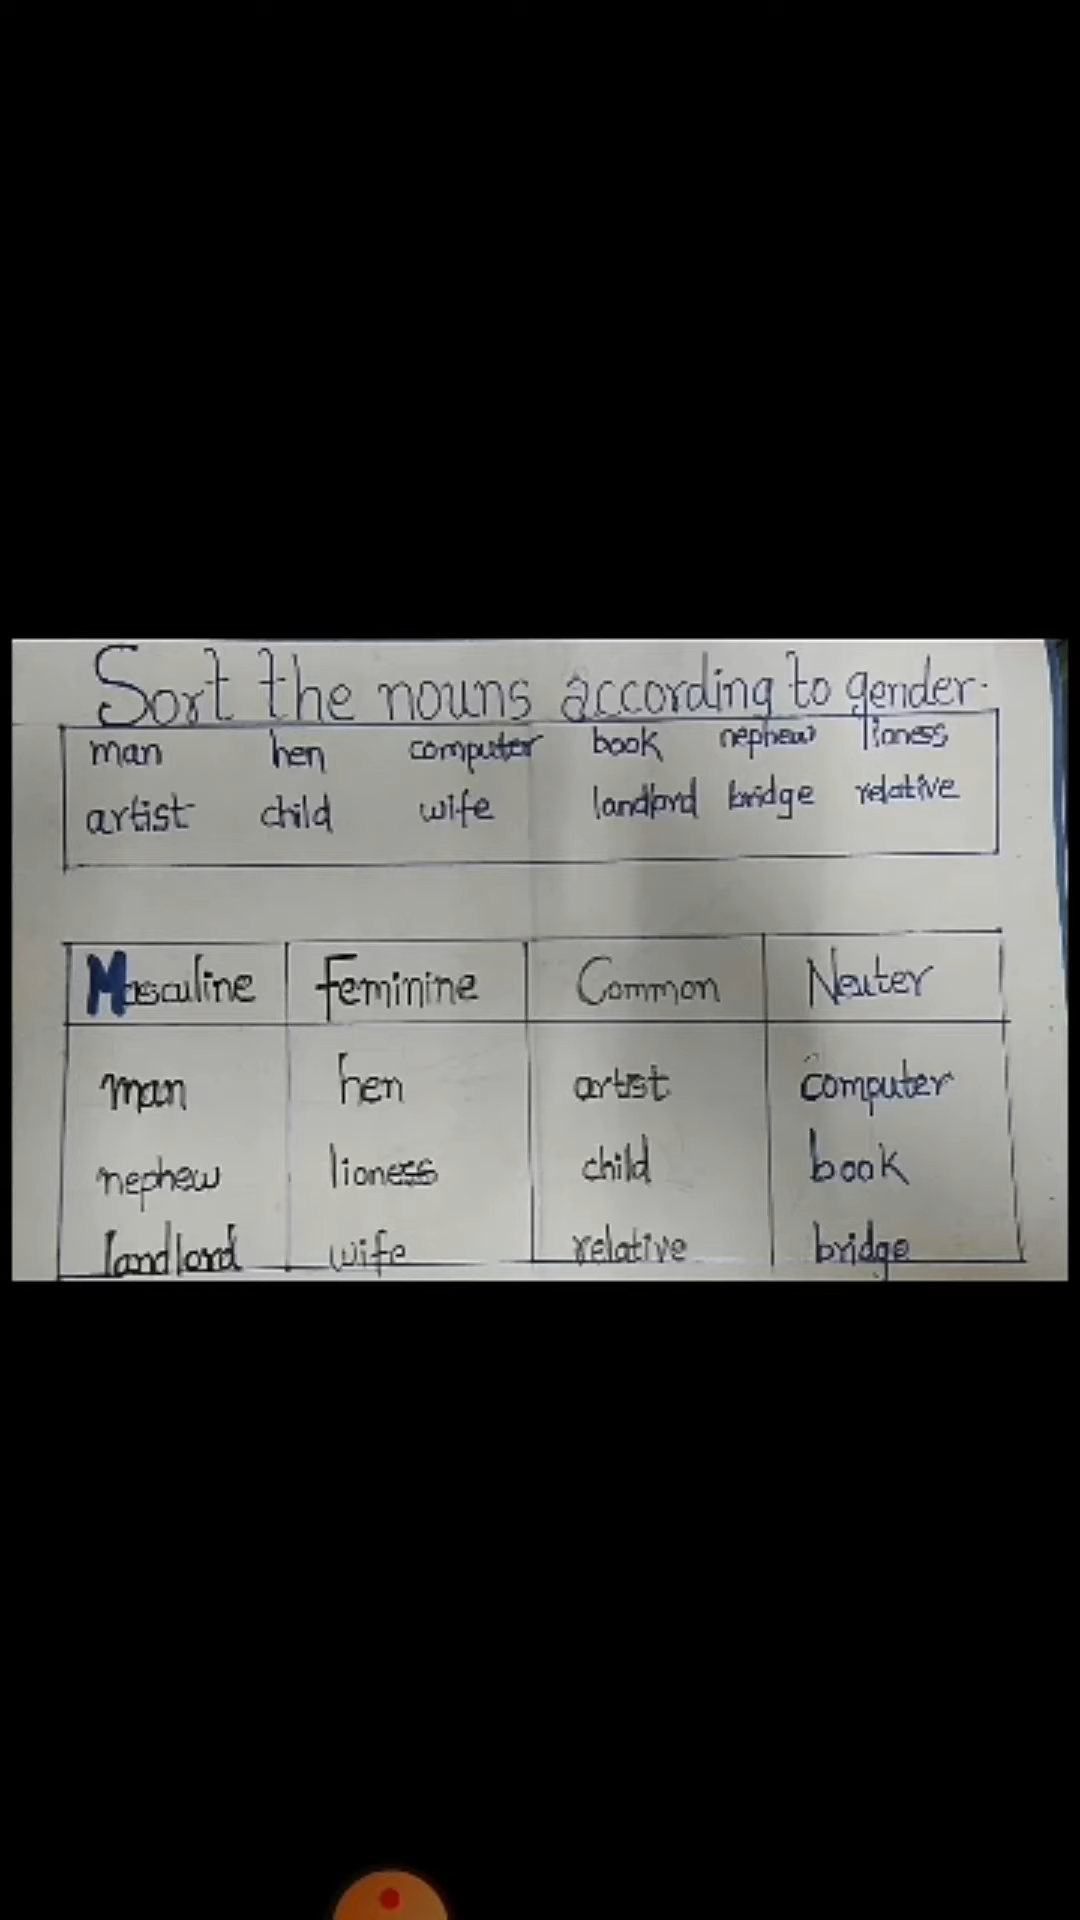 Sort the nouns according to gender.
man hen computer book nephew lioness
artist child wife landlord bridge relative
Masculine Feminine Common Neuter
man hen artist computer
nephew lioness child book
landlord wife relative bridge